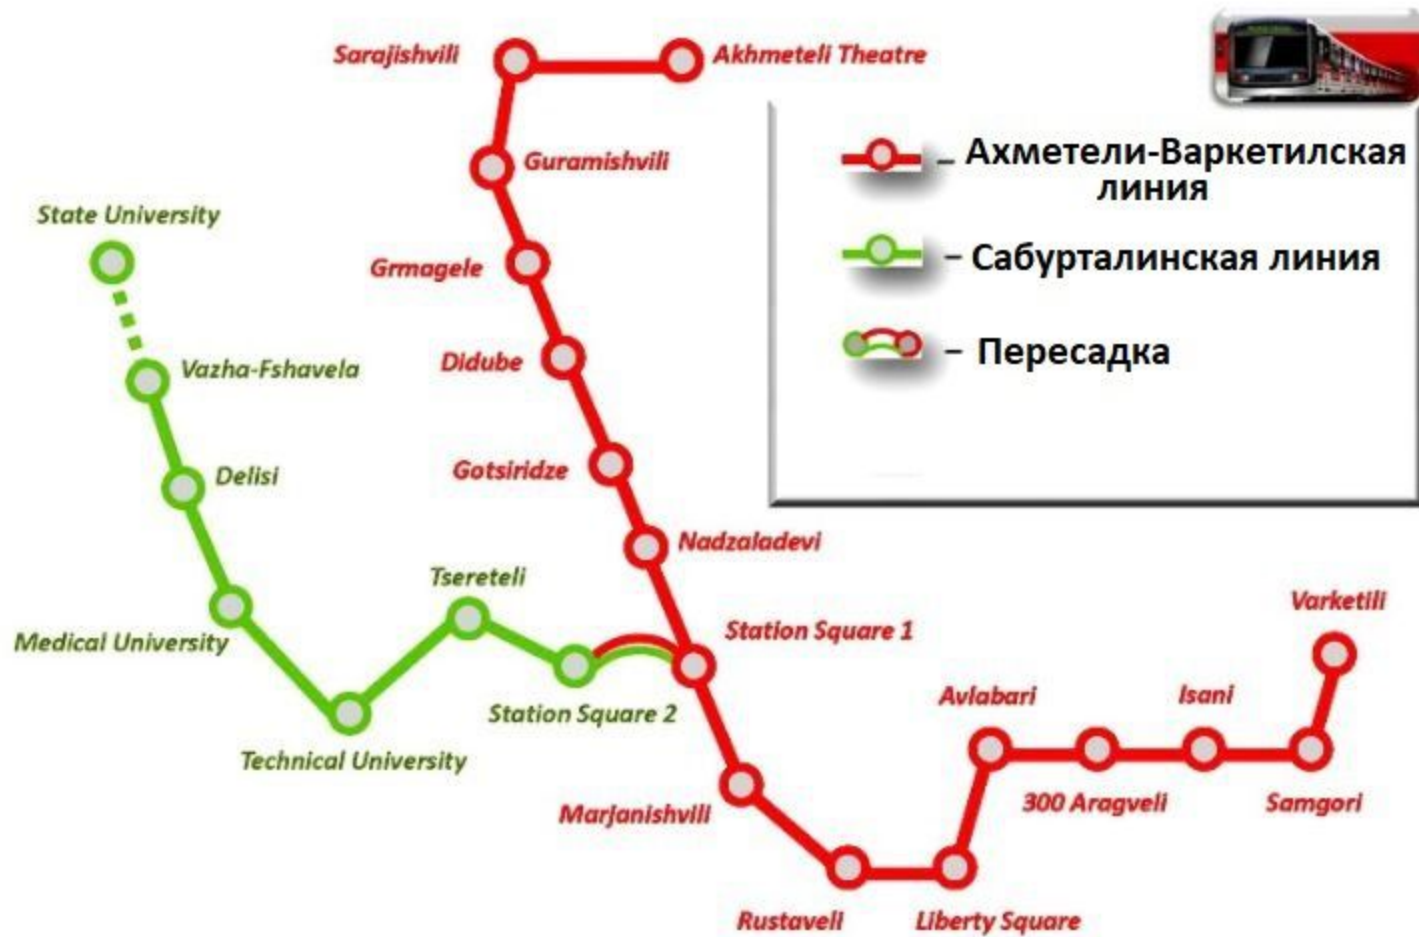 Sarajishvili
Akhmeteli Theatre
Guramishvili
State University
Grmagele
Vazha-Fshavela
Didube
Delisi
Gotsiridze
Nadzaladevi
Tsereteli
Medical University
Station Square 1
Station Square 2
Technical University
Marjanishvili
Rustaveli
Liberty Square
Avlabari
300 Aragveli
Isani
Samgori
Varketili
– Ахметели-Варкетилская
линия
– Сабурталинская линия
– Пересадка